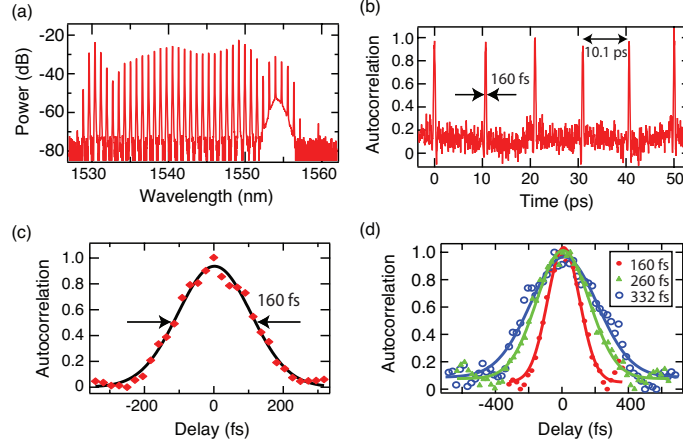 (a)
-20
-40
-60
-80
Power (dB)
1530
1540
1550
1560
Wavelength (nm)
(b)
1.0
0.8
0.6
0.4
0.2
0
Autocorrelation
10.1 ps
160 fs
0
10
20
30
40
50
Time (ps)
(c)
1.0
0.8
0.6
0.4
0.2
0
Autocorrelation
160 fs
-200
0
200
Delay (fs)
(d)
1.0
0.8
0.6
0.4
0.2
0
Autocorrelation
160 fs
260 fs
332 fs
-400
0
400
Delay (fs)